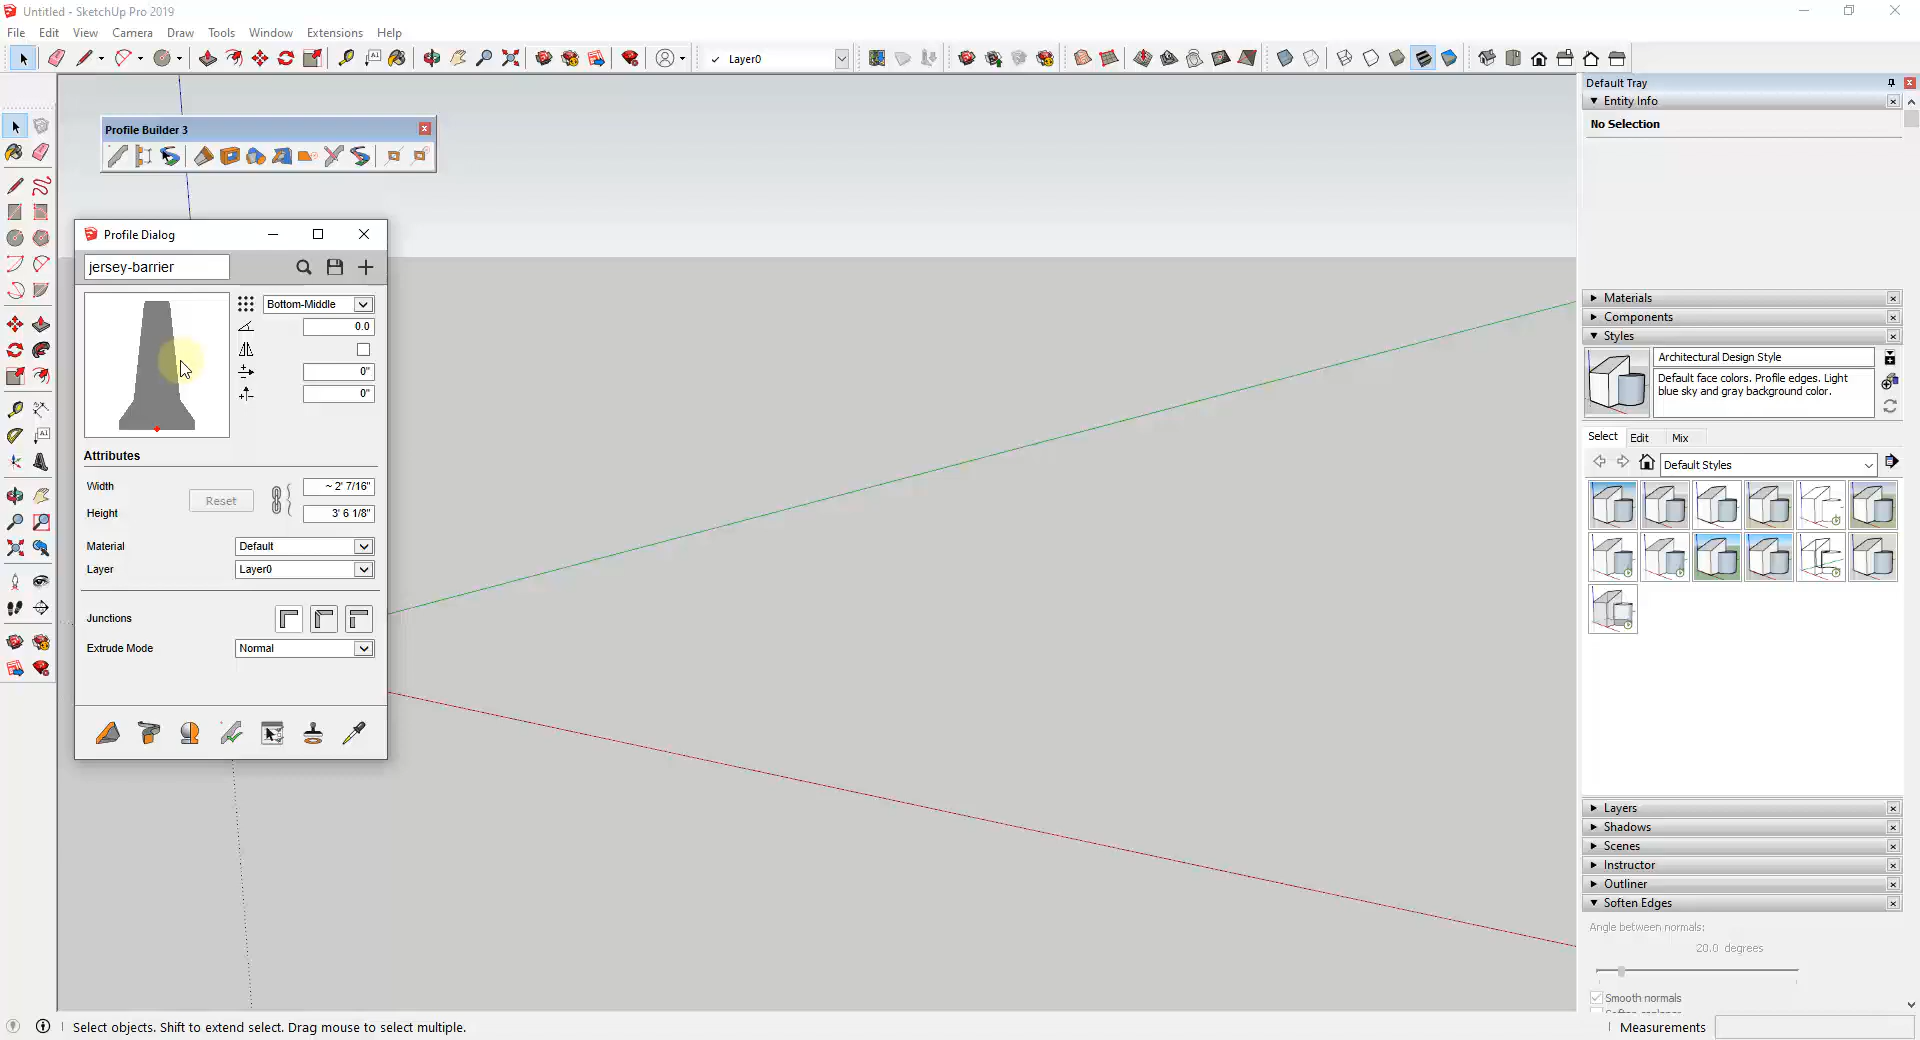 Untitled - SketchUp Pro 2019
File Edit View Camera Draw Tools Window Extensions Help
Layer0
Profile Builder 3
Profile Dialog
jersey-barrier
Bottom-Middle
0.0
0"
0"
Attributes
Width
~ 2' 7/16"
Reset
Height
3' 6 1/8"
Material
Default
Layer
Layer0
Junctions
Extrude Mode
Normal
Default Tray
Entity Info
No Selection
Materials
Components
Styles
Architectural Design Style
Default face colors. Profile edges. Light
blue sky and gray background color.
Select Edit Mix
Default Styles
Layers
Shadows
Scenes
Instructor
Outliner
Soften Edges
Angle between normals:
20.0 degrees
Smooth normals
Select objects. Shift to extend select. Drag mouse to select multiple.
Measurements